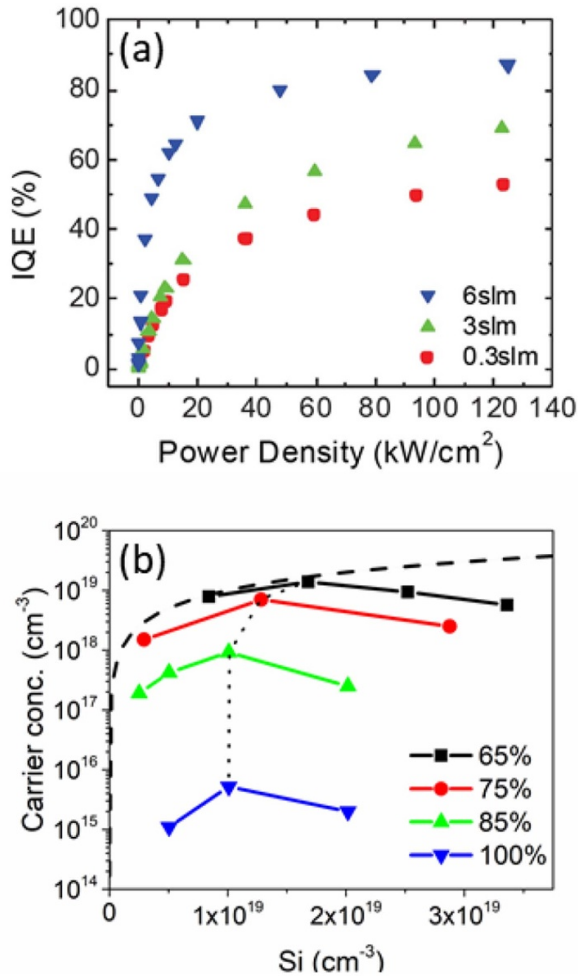 (a)
100
80
60
40
20
0
IQE (%)
0 20 40 60 80 100 120 140
Power Density (kW/cm²)
6slm
3slm
0.3slm
(b)
10²⁰
10¹⁹
10¹⁸
10¹⁷
10¹⁶
10¹⁵
10¹⁴
Carrier conc. (cm⁻³)
65%
75%
85%
100%
0 1x10¹⁹ 2x10¹⁹ 3x10¹⁹
Si (cm⁻³)